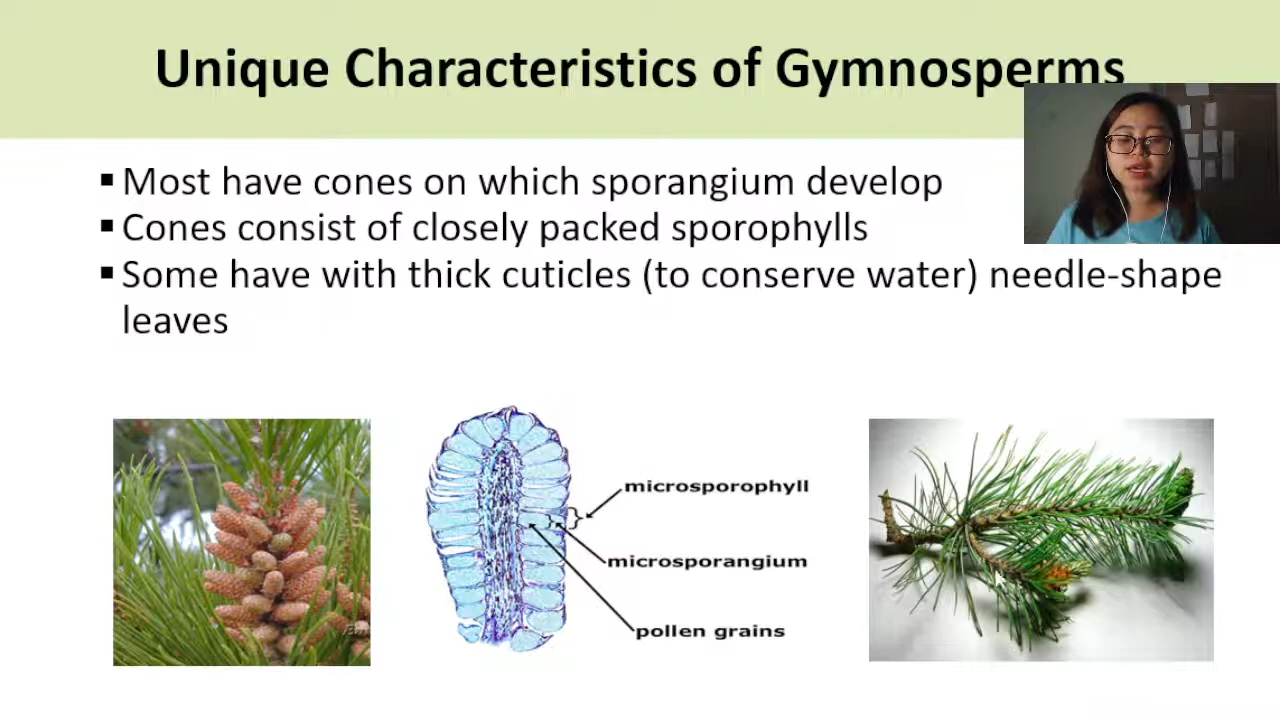 Unique Characteristics of Gymnosperms
▪ Most have cones on which sporangium develop
▪ Cones consist of closely packed sporophylls
▪ Some have with thick cuticles (to conserve water) needle-shape
leaves
microsporophyll
microsporangium
pollen grains